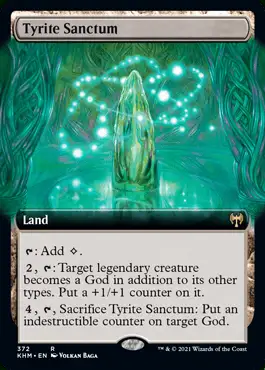 Tyrite Sanctum
Land
: Add .
2, : Target legendary creature
becomes a God in addition to its other
types. Put a +1/+1 counter on it.
4, , Sacrifice Tyrite Sanctum: Put an
indestructible counter on target God.
372 R
KHM • EN VOLKAN BAGA
™ & © 2021 Wizards of the Coast